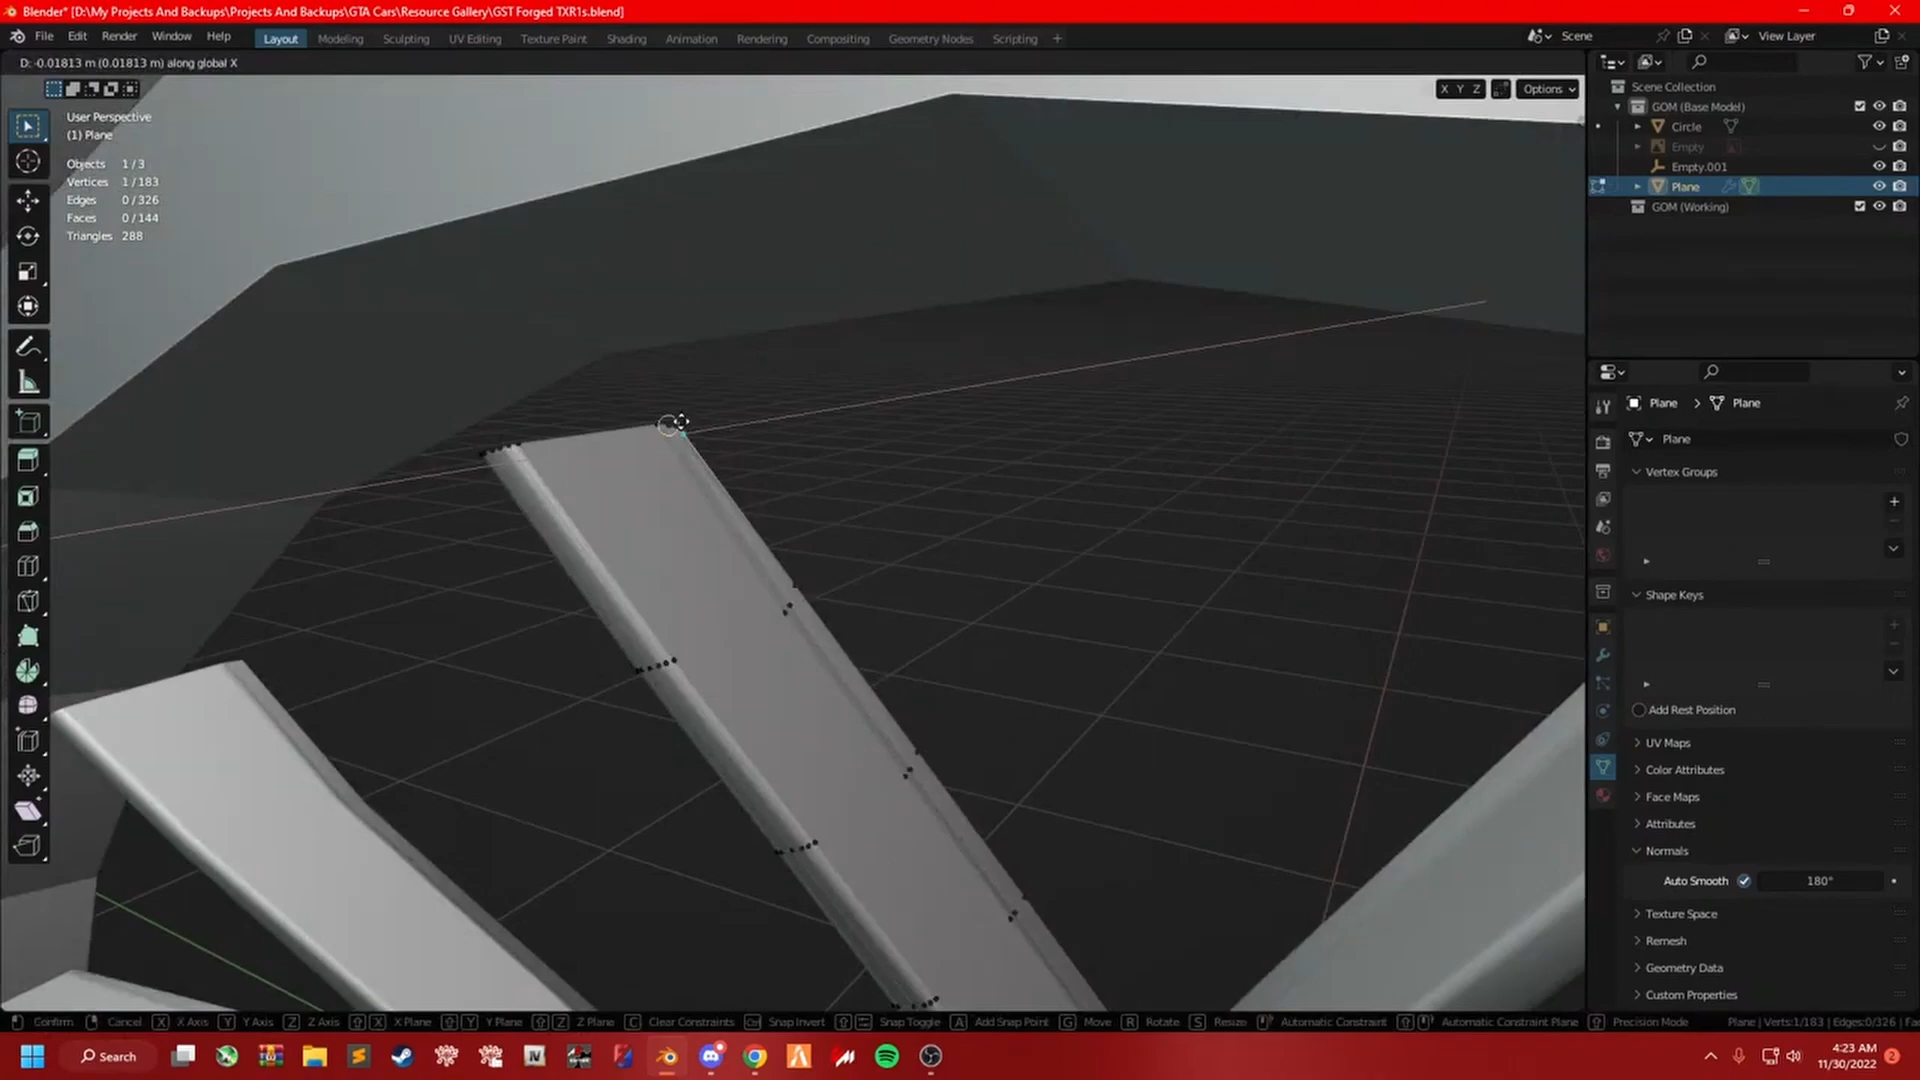 Blender* [D:\My Projects And Backups\Projects And Backups\GTA Cars\Resource Gallery\GST Forged TXR1s.blend]
File Edit Render Window Help Layout Modeling Sculpting UV Editing Texture Paint Shading Animation Rendering Compositing Geometry Nodes Scripting + Scene View Layer
D: -0.01813 m (0.01813 m) along global X
X Y Z Options
User Perspective
(1) Plane
Objects 1/3
Vertices 1/183
Edges 0/326
Faces 0/144
Triangles 288
Scene Collection
GOM (Base Model)
Circle
Empty
Empty.001
Plane
GOM (Working)
Plane > Plane
Plane
Vertex Groups
Shape Keys
Add Rest Position
UV Maps
Color Attributes
Face Maps
Attributes
Normals
Auto Smooth 180°
Texture Space
Remesh
Geometry Data
Custom Properties
Confirm Cancel X X Axis Y Y Axis Z Z Axis X X Plane Y Y Plane Z Z Plane C Clear Constraints Ctrl Snap Invert Snap Toggle A Add Snap Point G Move R Rotate S Resize Automatic Constraint Automatic Constraint Plane Precision Mode Plane | Verts:1/183 | Edges:0/326 | Fa
Search
4:23 AM
11/30/2022
2